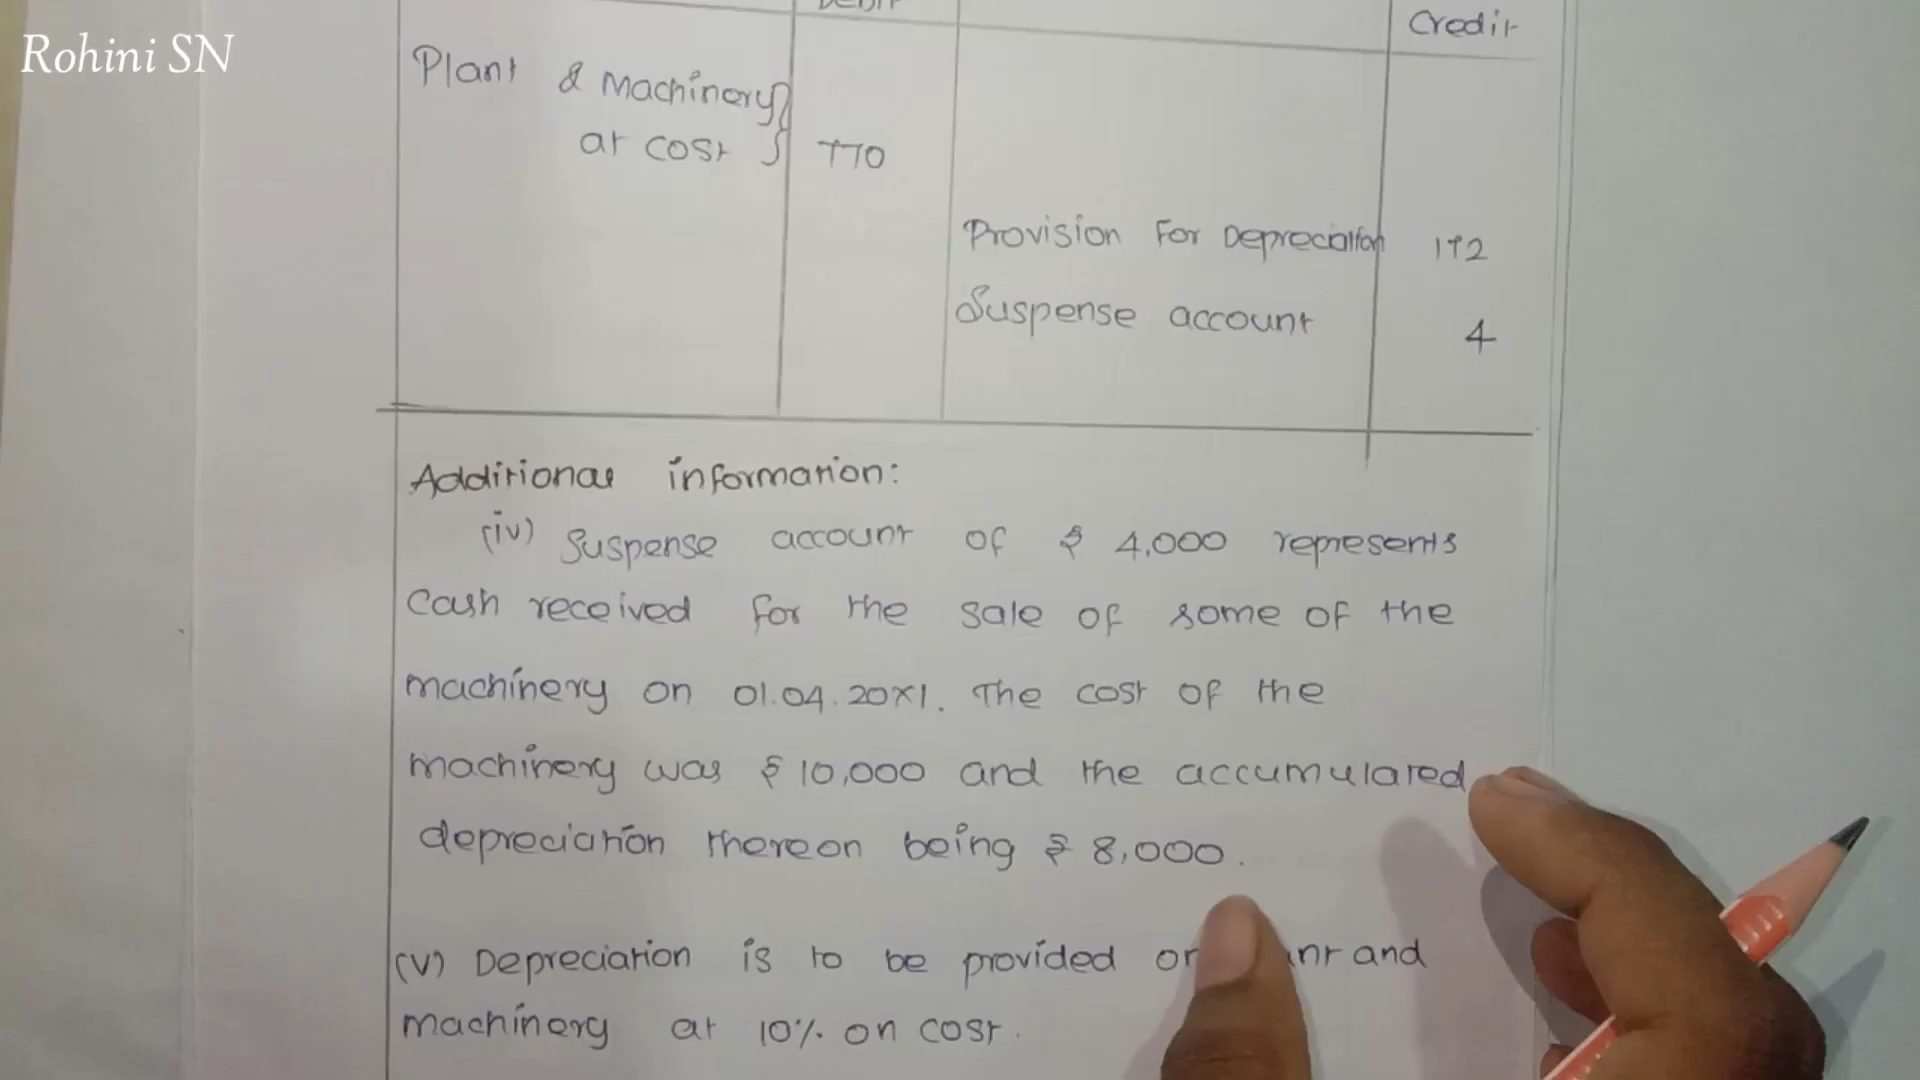 Rohini SN
Credit
Plant & Machinery
at cost 770
Provision For Depreciation 172
Suspense account 4
Additional information:
(iv) Suspense account of ₹ 4,000 represents
Cash received for the sale of some of the
machinery on 01.04.20X1. The cost of the
machinery was ₹ 10,000 and the accumulated
depreciation thereon being ₹ 8,000.
(v) Depreciation is to be provided and
machinery at 10% on cost.